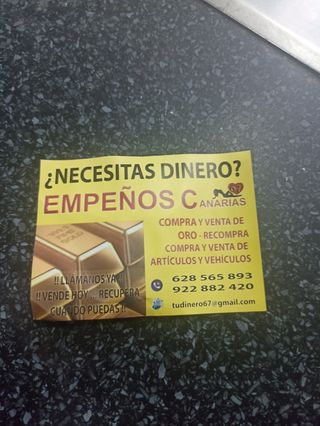 ¿NECESITAS DINERO?
EMPEÑOS CANARIAS
COMPRA Y VENTA DE
ORO - RECOMPRA
COMPRA Y VENTA DE
ARTÍCULOS Y VEHÍCULOS
!! LLAMANOS YA !!
!! VENDE HOY ... RECUPERA
CUANDO PUEDAS !!
628 565 893
922 882 420
tudinero67@gmail.com